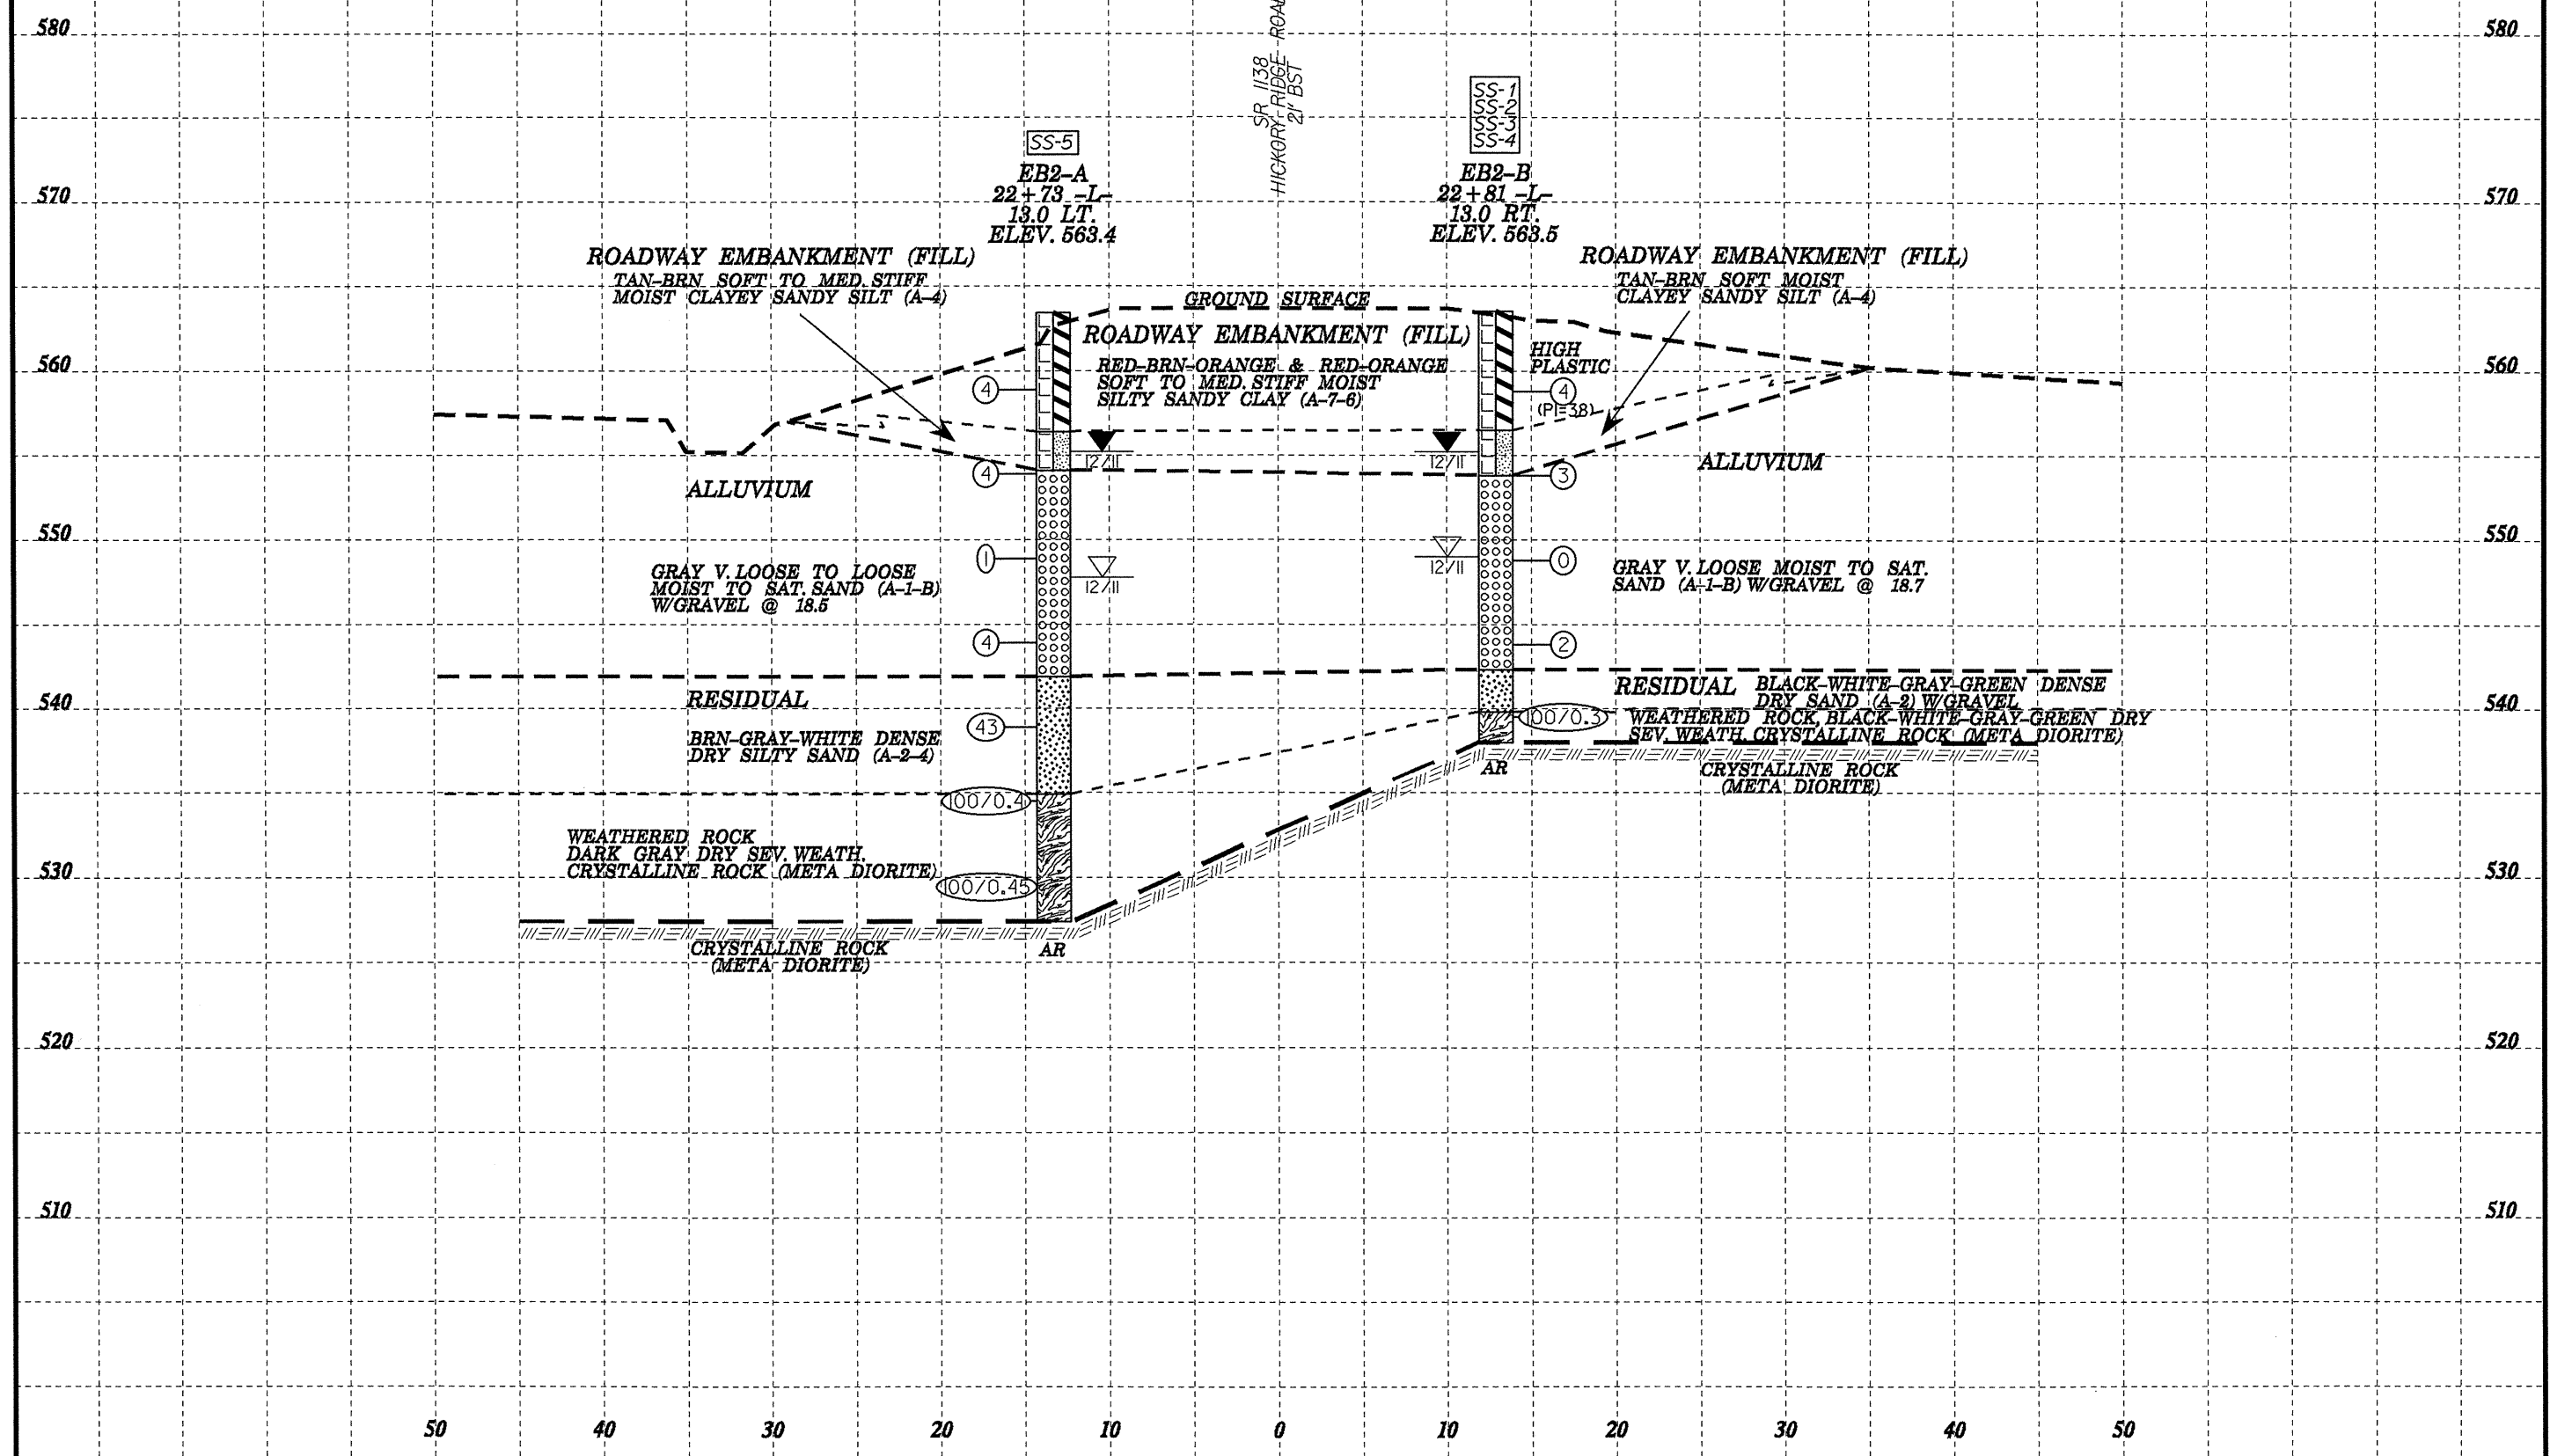 580
580
SR 1138
HICKORY RIDGE ROAD
21' BST
SS-1
SS-2
SS-3
SS-4
SS-5
EB2-A
22+73 -L-
13.0 LT.
ELEV. 563.4
EB2-B
22+81 -L-
13.0 RT.
ELEV. 563.5
570
570
ROADWAY EMBANKMENT (FILL)
TAN-BRN SOFT TO MED. STIFF
MOIST CLAYEY SANDY SILT (A-4)
ROADWAY EMBANKMENT (FILL)
TAN-BRN SOFT MOIST
CLAYEY SANDY SILT (A-4)
GROUND SURFACE
ROADWAY EMBANKMENT (FILL)
RED-BRN-ORANGE & RED-ORANGE
SOFT TO MED. STIFF MOIST
SILTY SANDY CLAY (A-7-6)
HIGH
PLASTIC
560
560
4
4
(PI=38)
12/11
12/11
4
3
ALLUVIUM
ALLUVIUM
550
550
1
0
12/11
12/11
GRAY V. LOOSE TO LOOSE
MOIST TO SAT. SAND (A-1-B)
W/GRAVEL @ 18.5
GRAY V. LOOSE MOIST TO SAT.
SAND (A-1-B) W/GRAVEL @ 18.7
4
2
RESIDUAL
RESIDUAL BLACK-WHITE-GRAY-GREEN DENSE
DRY SAND (A-2) W/GRAVEL
540
540
43
100/0.3
WEATHERED ROCK, BLACK-WHITE-GRAY-GREEN DRY
SEV. WEATH. CRYSTALLINE ROCK (META DIORITE)
BRN-GRAY-WHITE DENSE
DRY SILTY SAND (A-2-4)
AR
CRYSTALLINE ROCK
(META DIORITE)
100/0.4
WEATHERED ROCK
DARK GRAY DRY SEV. WEATH.
CRYSTALLINE ROCK (META DIORITE)
530
530
100/0.45
CRYSTALLINE ROCK
(META DIORITE)
AR
520
520
510
510
50 40 30 20 10 0 10 20 30 40 50